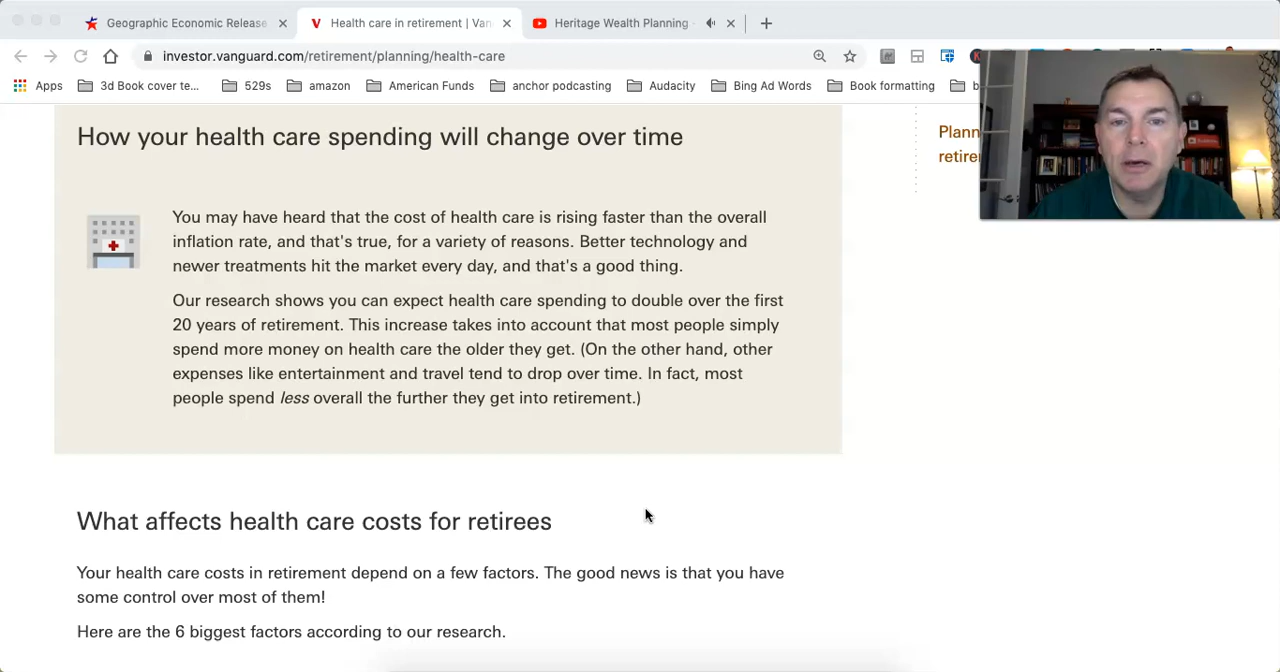 Geographic Economic Release
Health care in retirement | Van
Heritage Wealth Planning
investor.vanguard.com/retirement/planning/health-care
Apps
3d Book cover te...
529s
amazon
American Funds
anchor podcasting
Audacity
Bing Ad Words
Book formatting
How your health care spending will change over time
Plann
retire
You may have heard that the cost of health care is rising faster than the overall
inflation rate, and that's true, for a variety of reasons. Better technology and
newer treatments hit the market every day, and that's a good thing.
Our research shows you can expect health care spending to double over the first
20 years of retirement. This increase takes into account that most people simply
spend more money on health care the older they get. (On the other hand, other
expenses like entertainment and travel tend to drop over time. In fact, most
people spend less overall the further they get into retirement.)
What affects health care costs for retirees
Your health care costs in retirement depend on a few factors. The good news is that you have
some control over most of them!
Here are the 6 biggest factors according to our research.